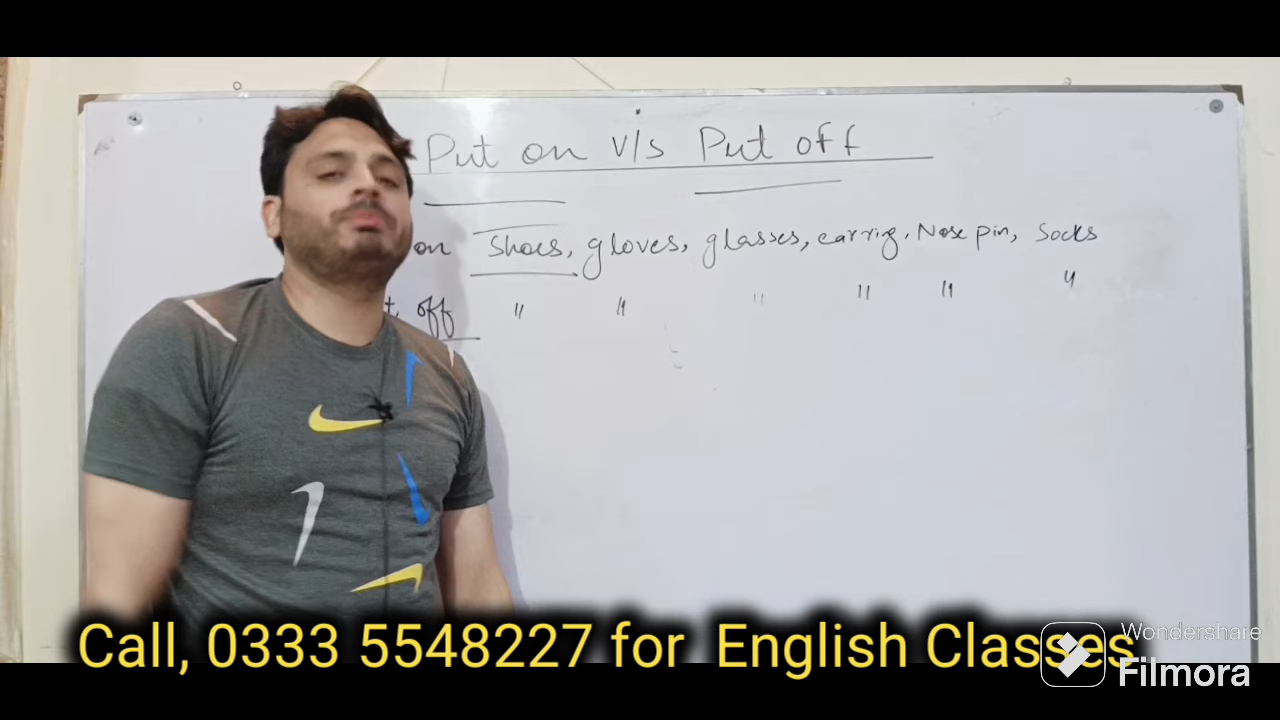 Put on v/s Put off
on shoes, gloves, glasses, earring, Nose pin, Socks
off " " " " " "
Call, 0333 5548227 for English Classes
Wondershare
Filmora